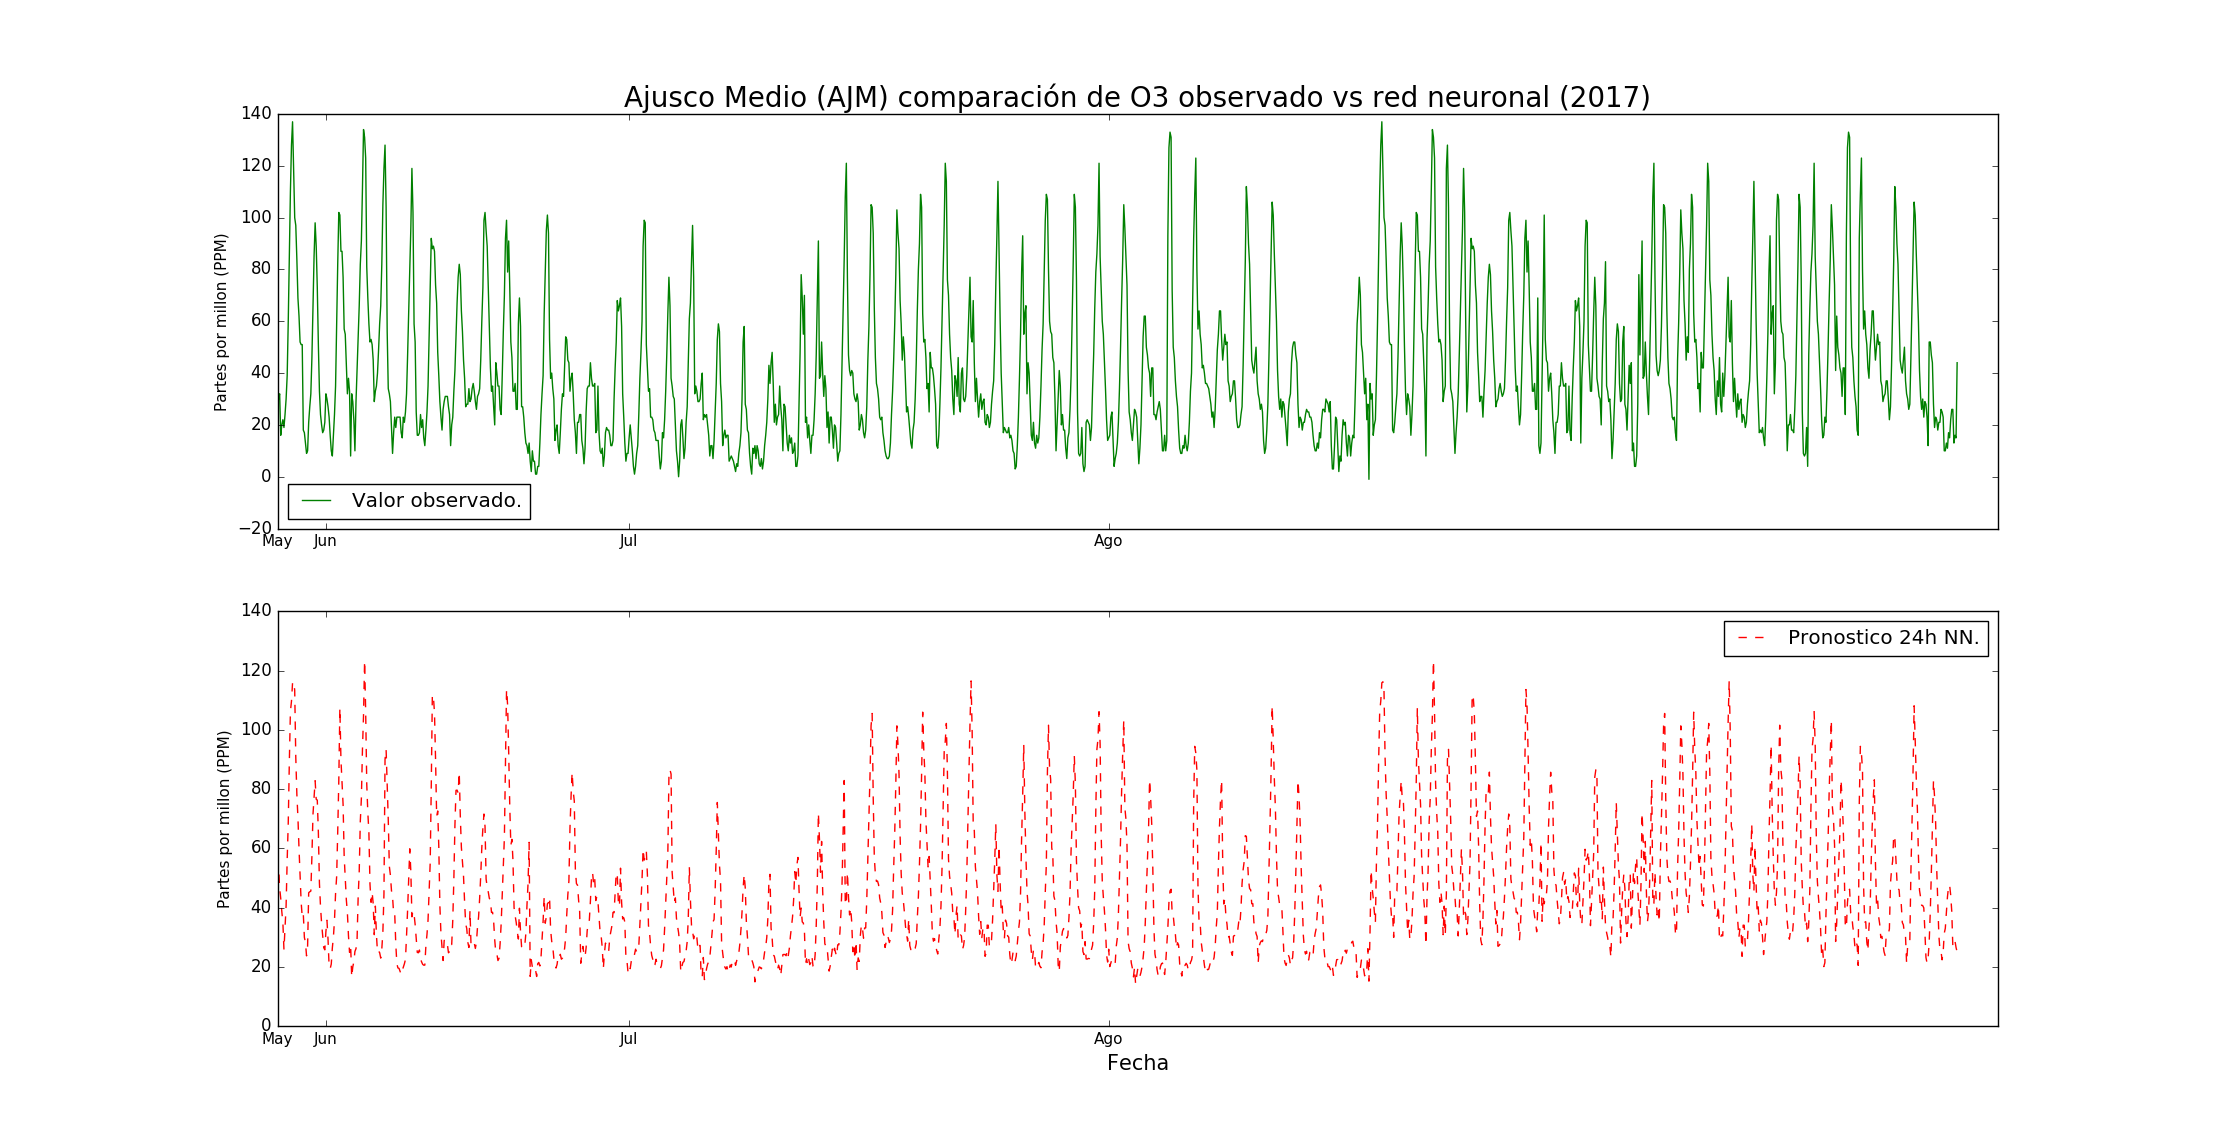 Ajusco Medio (AJM) comparación de O3 observado vs red neuronal (2017)
140
120
100
80
60
40
20
0
−20
Partes por millon (PPM)
Valor observado.
May Jun Jul Ago
140
120
100
80
60
40
20
0
Partes por millon (PPM)
Pronostico 24h NN.
May Jun Jul Ago
Fecha